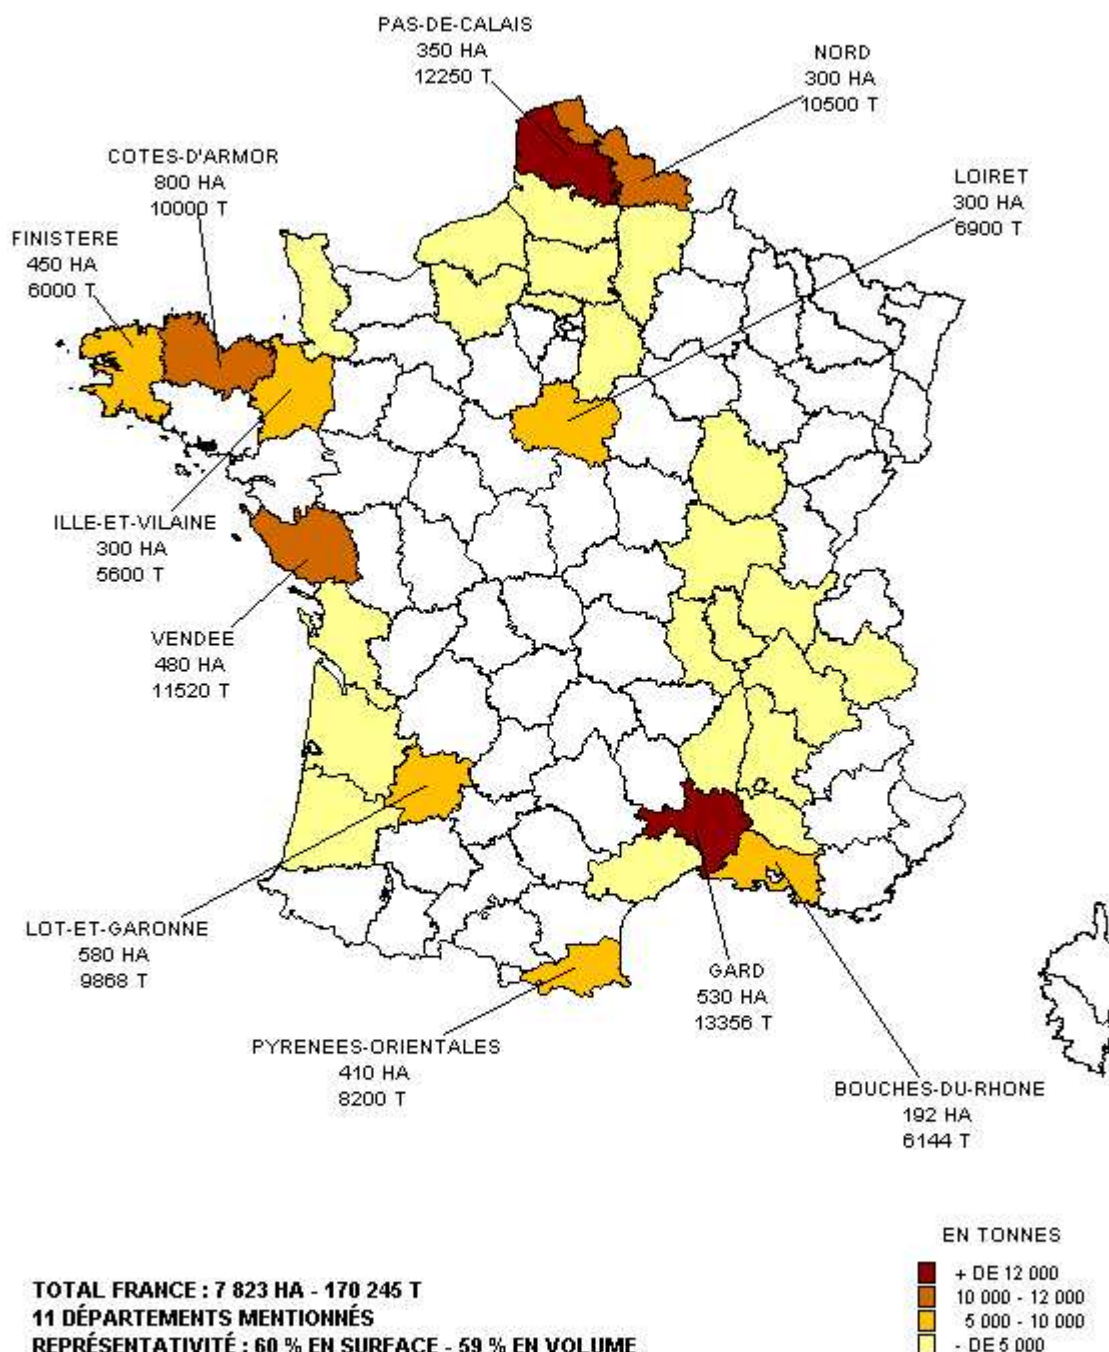 PAS-DE-CALAIS
350 HA
12250 T
NORD
300 HA
10500 T
COTES-D'ARMOR
800 HA
10000 T
LOIRET
300 HA
6900 T
FINISTERE
450 HA
6000 T
ILLE-ET-VILAINE
300 HA
5600 T
VENDEE
480 HA
11520 T
LOT-ET-GARONNE
580 HA
9868 T
GARD
530 HA
13356 T
PYRENEES-ORIENTALES
410 HA
8200 T
BOUCHES-DU-RHONE
192 HA
6144 T
EN TONNES
+ DE 12 000
10 000 - 12 000
5 000 - 10 000
- DE 5 000
TOTAL FRANCE : 7 823 HA - 170 245 T
11 DÉPARTEMENTS MENTIONNÉS
REPRÉSENTATIVITÉ : 60 % EN SURFACE - 59 % EN VOLUME